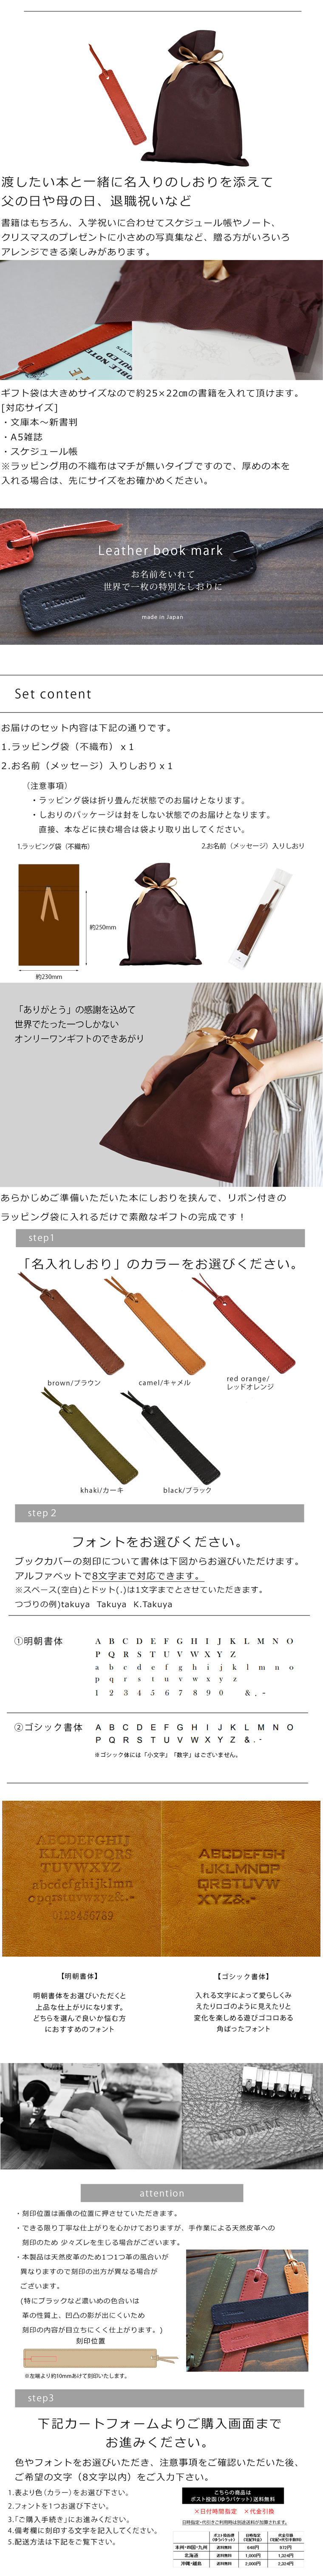 渡したい本と一緒に名入りのしおりを添えて
父の日や母の日、退職祝いなど
書籍はもちろん、入学祝いに合わせてスケジュール帳やノート、
クリスマスのプレゼントに小さめの写真集など、贈る方がいろいろ
アレンジできる楽しみがあります。
ギフト袋は大きめサイズなので約25×22㎝の書籍を入れて頂けます。
[対応サイズ]
・文庫本～新書判
・A5雑誌
・スケジュール帳
※ラッピング用の不織布はマチが無いタイプですので、厚めの本を
入れる場合は、先にサイズをお確かめください。
Leather book mark
お名前をいれて
世界で一枚の特別なしおりに
made in Japan
Set content
お届けのセット内容は下記の通りです。
1.ラッピング袋（不織布）x1
2.お名前（メッセージ）入りしおりx1
（注意事項）
・ラッピング袋は折り畳んだ状態でのお届けとなります。
・しおりのパッケージは封をしない状態でのお届けとなります。
直接、本などに挟む場合は袋より取り出してください。
1.ラッピング袋（不織布）
2.お名前（メッセージ）入りしおり
約250mm
約230mm
「ありがとう」の感謝を込めて
世界でたった一つしかない
オンリーワンギフトのできあがり
あらかじめご準備いただいた本にしおりを挟んで、リボン付きの
ラッピング袋に入れるだけで素敵なギフトの完成です！
step1
「名入れしおり」のカラーをお選びください。
brown/ブラウン
camel/キャメル
red orange/
レッドオレンジ
khaki/カーキ
black/ブラック
step2
フォントをお選びください。
ブックカバーの刻印について書体は下図からお選びいただけます。
アルファベットで8文字まで対応できます。
※スペース(空白)とドット(.)は1文字までとさせていただきます。
つづりの例)takuya Takuya K.Takuya
①明朝書体
A B C D E F G H I J K L M N O
P Q R S T U V W X Y Z
a b c d e f g h i j k l m n o
p q r s t u v w x y z
1 2 3 4 5 6 7 8 9 0 & . -
②ゴシック書体
A B C D E F G H I J K L M N O
P Q R S T U V W X Y Z & . -
※ゴシック体には「小文字」「数字」はございません。
ABCDEFGHIJ
KLMNOPQRS
TUVWXYZ
abcdefghijklmn
opqrstuvwxyz&.-
0123456789
ABCDEFGH
IJKLMNOP
QRSTUVW
XYZ&.-
【明朝書体】
明朝書体をお選びいただくと
上品な仕上がりになります。
どちらを選んで良いか悩む方
におすすめのフォント
【ゴシック書体】
入れる文字によって愛らしくみ
えたりロゴのように見えたりと
変化を楽しめる遊びゴコロある
角ばったフォント
attention
・刻印位置は画像の位置に押させていただきます。
・できる限り丁寧な仕上がりを心かけておりますが、手作業による天然皮革への
刻印のため 少々ズレを生じる場合がございます。
・本製品は天然皮革のため1つ1つ革の風合いが
異なりますので刻印の出方が異なる場合が
ございます。
(特にブラックなど濃いめの色合いは
革の性質上、凹凸の影が出にくいため
刻印の内容が目立ちにくく仕上がります。)
刻印位置
※左端より約10mmあけて刻印いたします。
step3
下記カートフォームよりご購入画面まで
お進みください。
色やフォントをお選びいただき、注意事項をご確認いただいた後、
ご希望の文字（8文字以内）をご入力下さい。
1.表より色（カラー）をお選び下さい。
2.フォントを1つお選び下さい。
3.「ご購入手続き」にお進みください。
4.備考欄に刻印する文字を記入してください。
5.配送方法は下記をご覧下さい。
こちらの商品は
ポスト投函(ゆうパケット)送料無料
×日付時間指定 ×代金引換